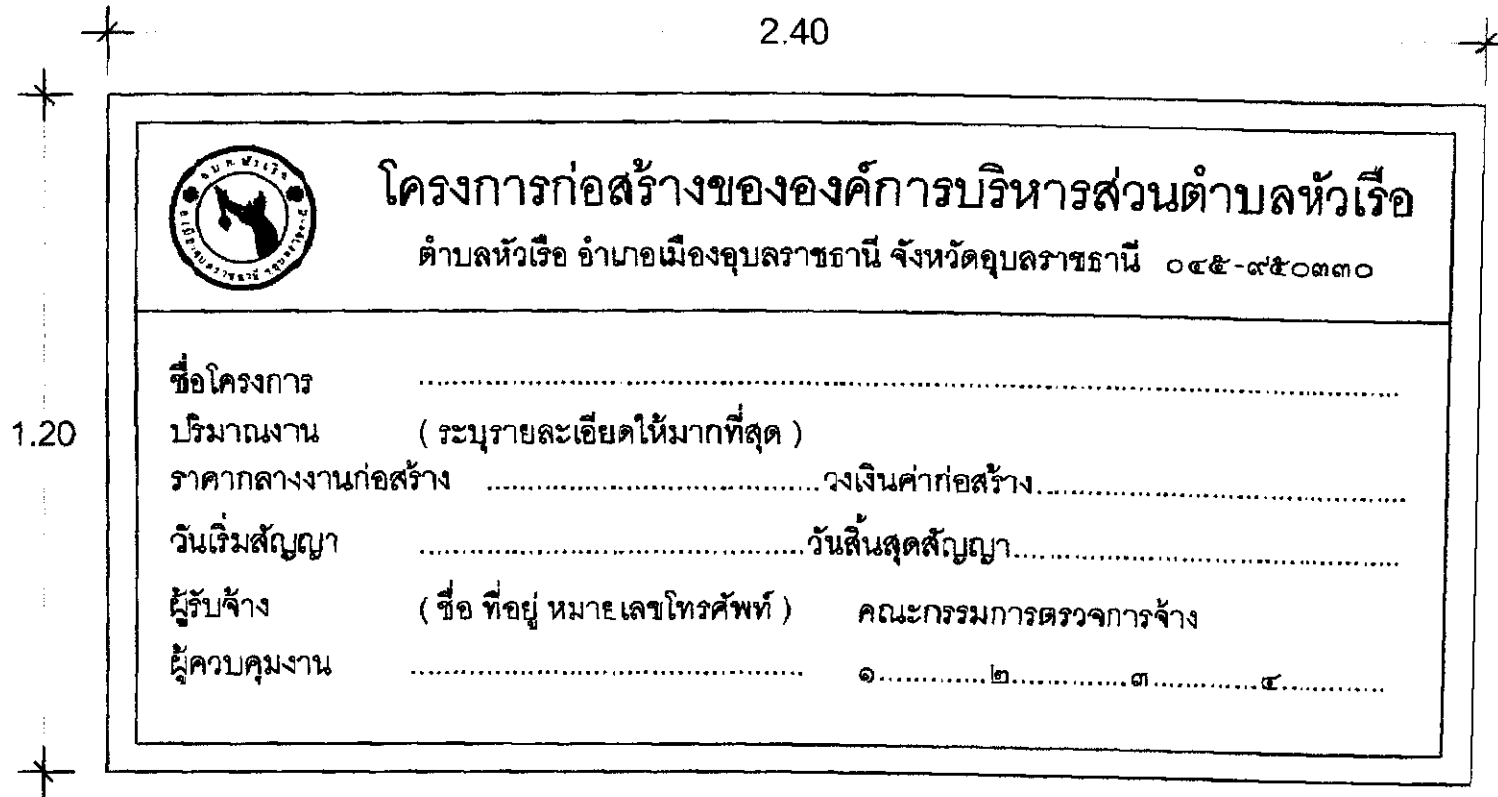 2.40
1.20
อบต.หัวเรือ
โครงการก่อสร้างขององค์การบริหารส่วนตำบลหัวเรือ
ตำบลหัวเรือ อำเภอเมืองอุบลราชธานี จังหวัดอุบลราชธานี ๐๔๕-๙๕๐๓๓๐
ชื่อโครงการ ........................................
ปริมาณงาน ( ระบุรายละเอียดให้มากที่สุด )
ราคากลางงานก่อสร้าง ....................วงเงินค่าก่อสร้าง....................
วันเริ่มสัญญา ....................วันสิ้นสุดสัญญา....................
ผู้รับจ้าง ( ชื่อ ที่อยู่ หมายเลขโทรศัพท์ ) คณะกรรมการตรวจการจ้าง
ผู้ควบคุมงาน .................... ๑.............๒..............๓.............๔.............